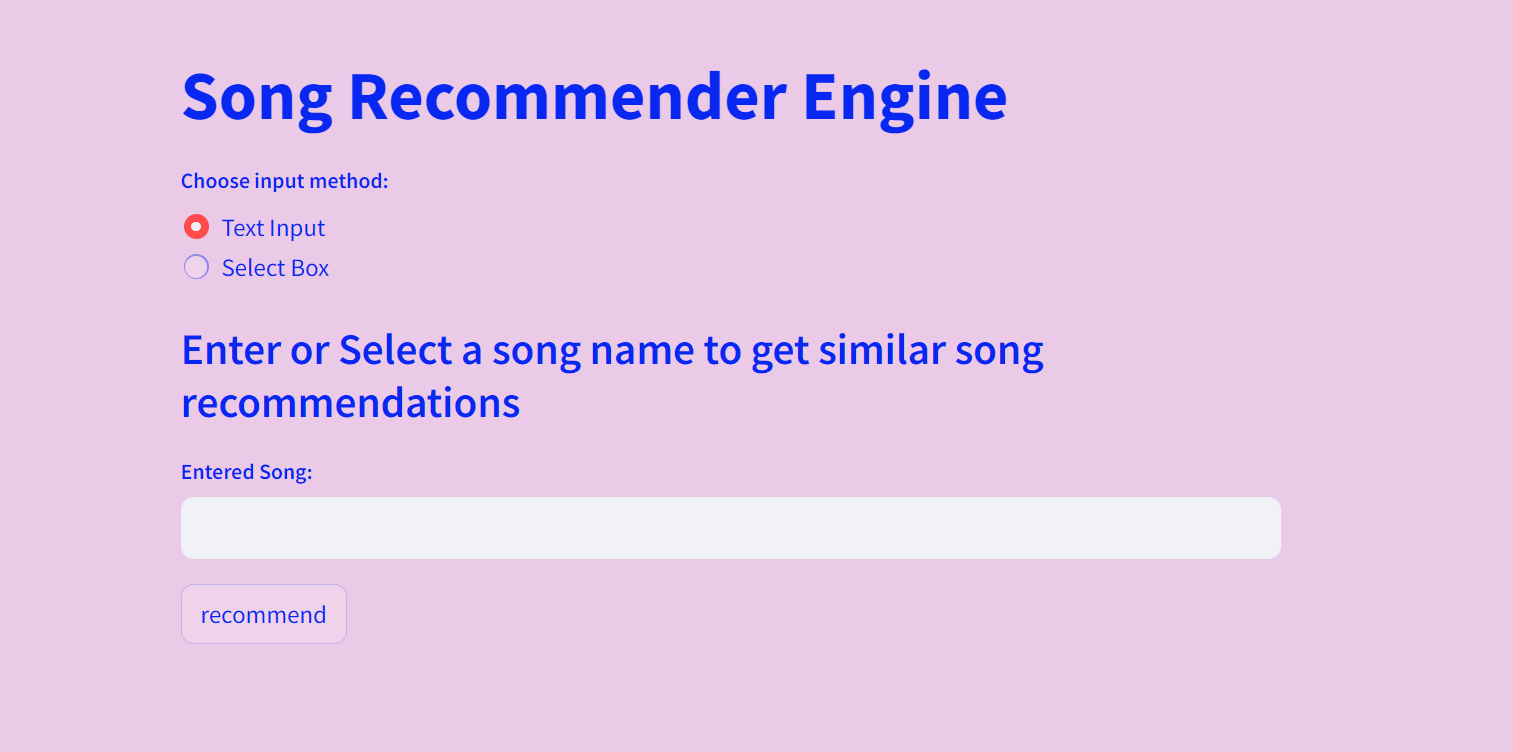 Song Recommender Engine
Choose input method:
Text Input
Select Box
Enter or Select a song name to get similar song
recommendations
Entered Song:
recommend